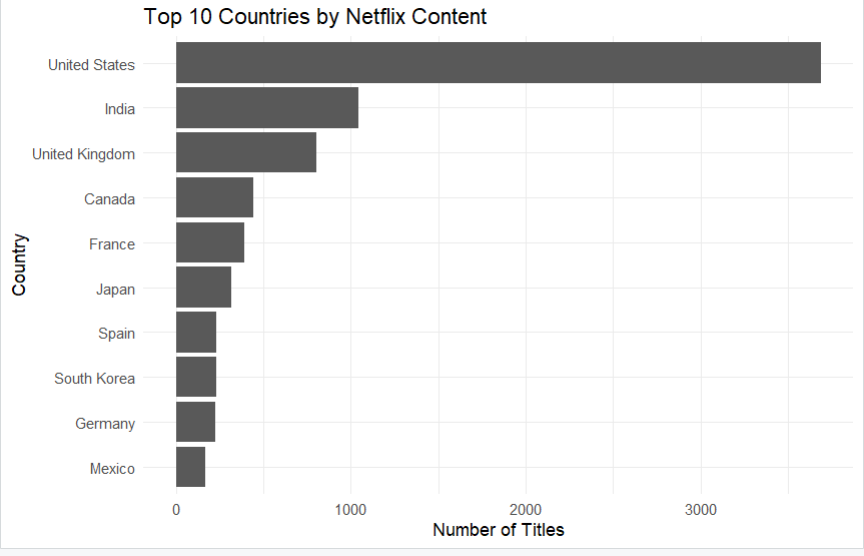 Top 10 Countries by Netflix Content
United States
India
United Kingdom
Canada
France
Japan
Spain
South Korea
Germany
Mexico
Country
0 1000 2000 3000
Number of Titles